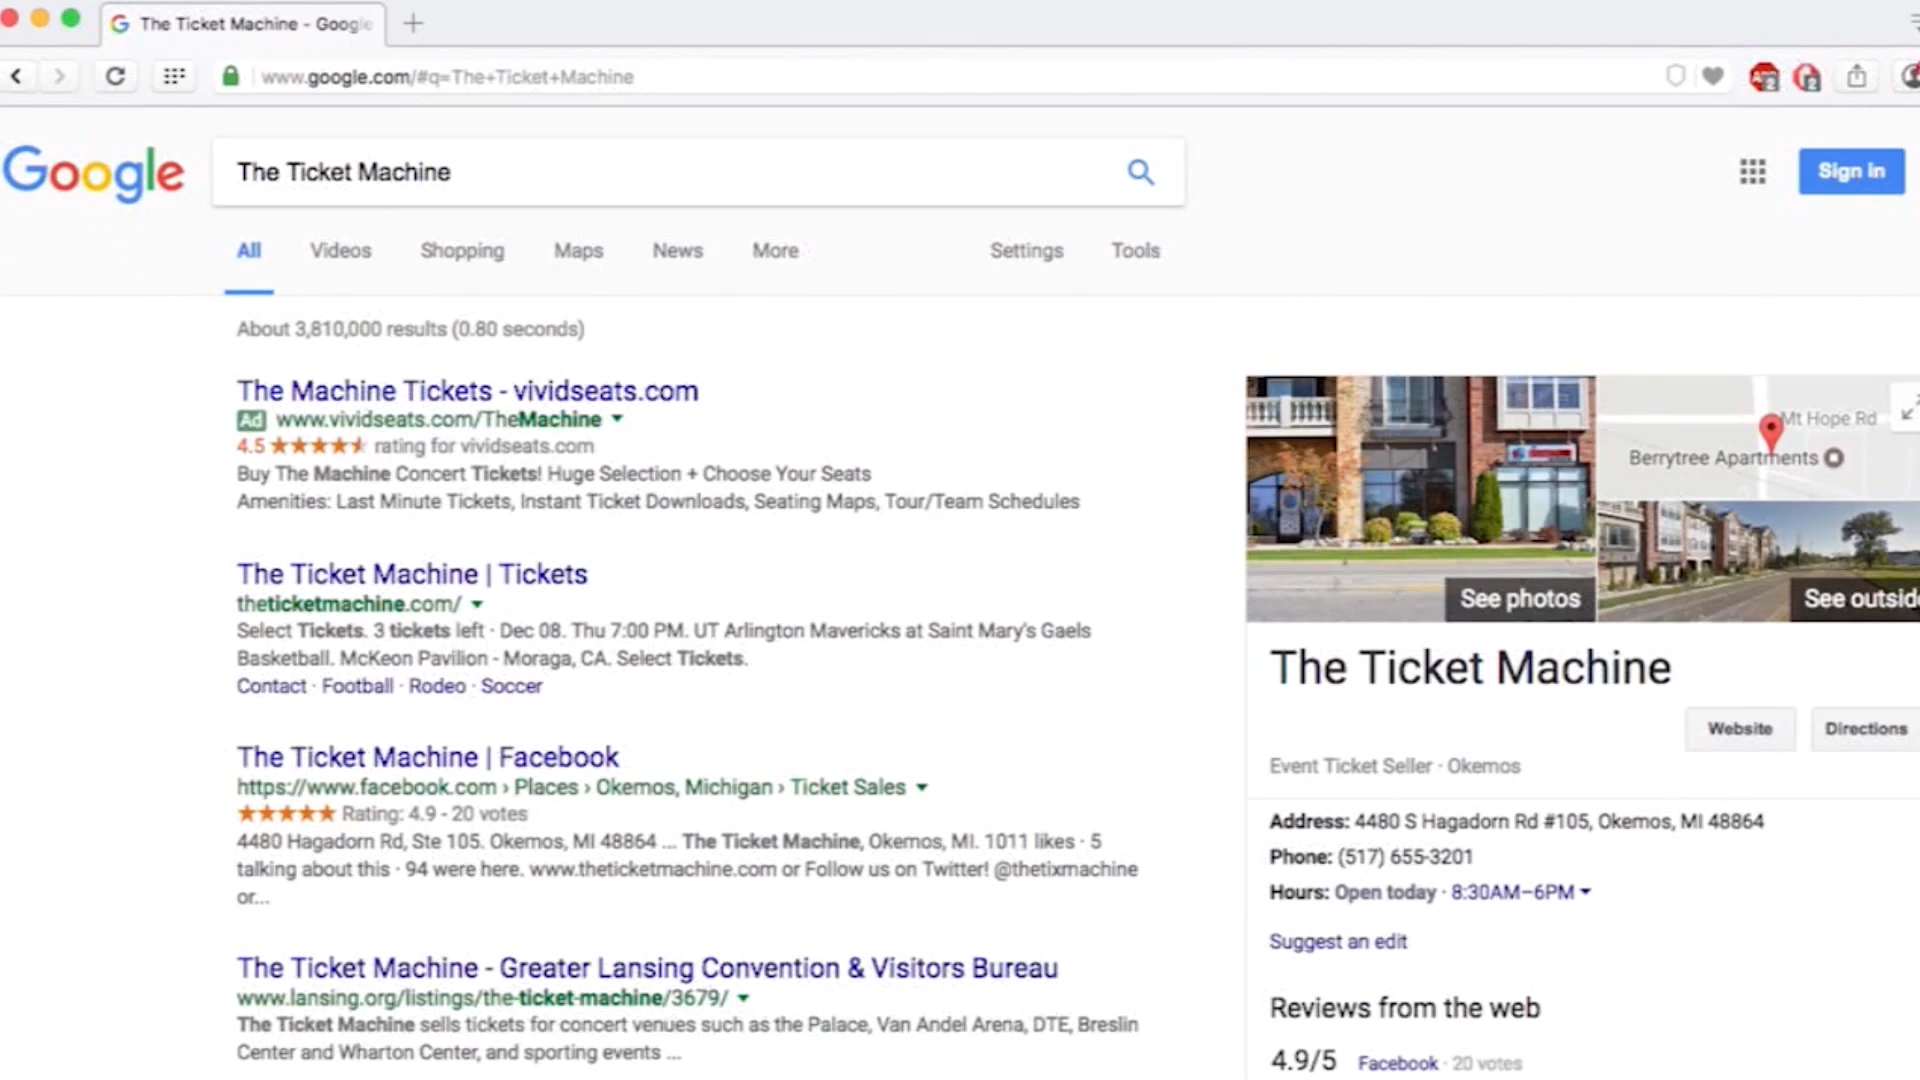 The Ticket Machine - Google
www.google.com/#q=The+Ticket+Machine
Google
The Ticket Machine
Sign in
All Videos Shopping Maps News More Settings Tools
About 3,810,000 results (0.80 seconds)
The Machine Tickets - vividseats.com
Ad www.vividseats.com/TheMachine
4.5 rating for vividseats.com
Buy The Machine Concert Tickets! Huge Selection + Choose Your Seats
Amenities: Last Minute Tickets, Instant Ticket Downloads, Seating Maps, Tour/Team Schedules
The Ticket Machine | Tickets
theticketmachine.com/
Select Tickets. 3 tickets left · Dec 08. Thu 7:00 PM. UT Arlington Mavericks at Saint Mary's Gaels
Basketball. McKeon Pavilion - Moraga, CA. Select Tickets.
Contact · Football · Rodeo · Soccer
The Ticket Machine | Facebook
https://www.facebook.com › Places › Okemos, Michigan › Ticket Sales
Rating: 4.9 - 20 votes
4480 Hagadorn Rd, Ste 105. Okemos, MI 48864 ... The Ticket Machine, Okemos, MI. 1011 likes · 5
talking about this · 94 were here. www.theticketmachine.com or Follow us on Twitter! @thetixmachine
or...
The Ticket Machine - Greater Lansing Convention & Visitors Bureau
www.lansing.org/listings/the-ticket-machine/3679/
The Ticket Machine sells tickets for concert venues such as the Palace, Van Andel Arena, DTE, Breslin
Center and Wharton Center, and sporting events ...
Mt Hope Rd
Berrytree Apartments
See photos
See outsid
The Ticket Machine
Website
Directions
Event Ticket Seller · Okemos
Address: 4480 S Hagadorn Rd #105, Okemos, MI 48864
Phone: (517) 655-3201
Hours: Open today · 8:30AM–6PM
Suggest an edit
Reviews from the web
4.9/5 Facebook · 20 votes